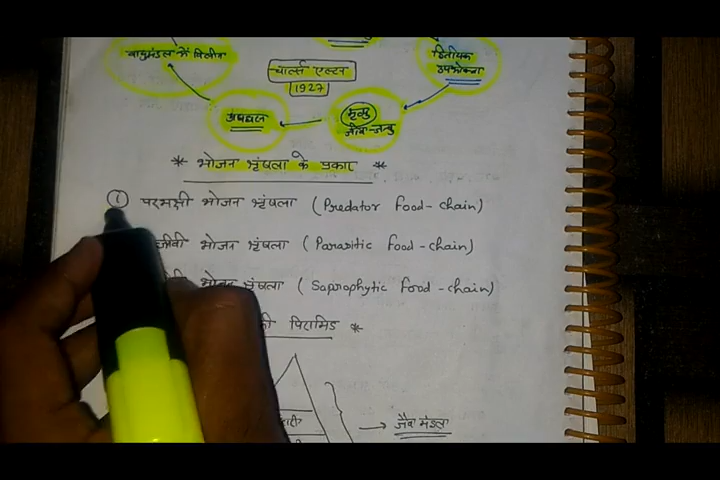 वायुमंडल में विलीन
द्वितीयक
उपभोक्ता
चार्ल्स एल्टन
1927
अपघटन
मृत्यु
जीव-जन्तु
* भोजन श्रृंखला के प्रकार *
① परभक्षी भोजन श्रृंखला (Predator food-chain)
जीवी भोजन श्रृंखला (Parasitic food-chain)
भोजन श्रृंखला (Saprophytic food-chain)
की पिरामिड *
जैव मंडल